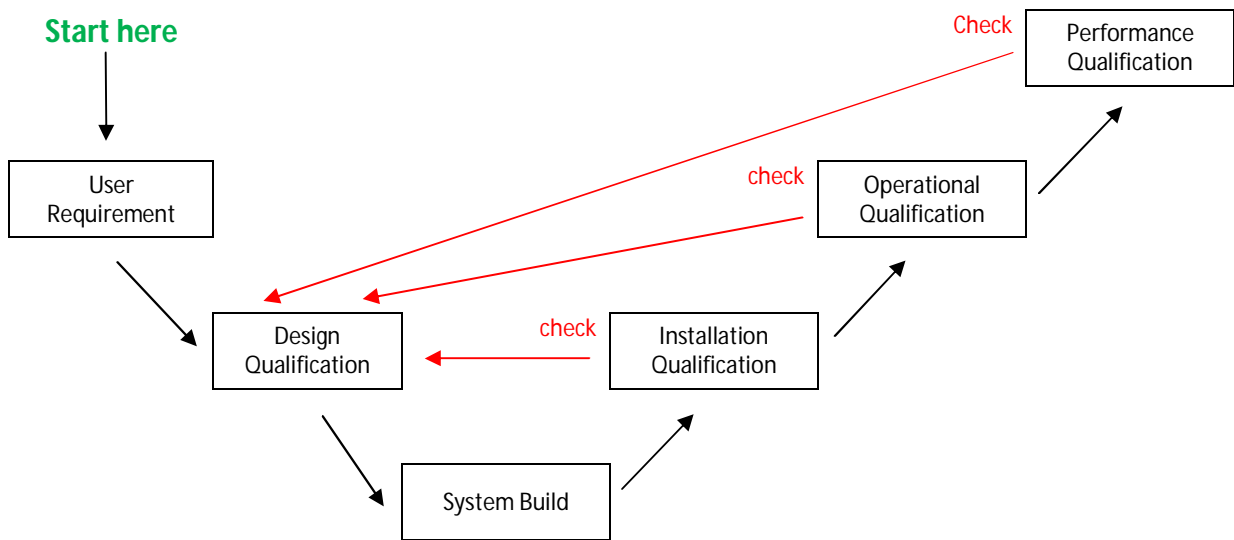 Start here
Check
Performance
Qualification
User
Requirement
check
Operational
Qualification
Design
Qualification
check
Installation
Qualification
System Build